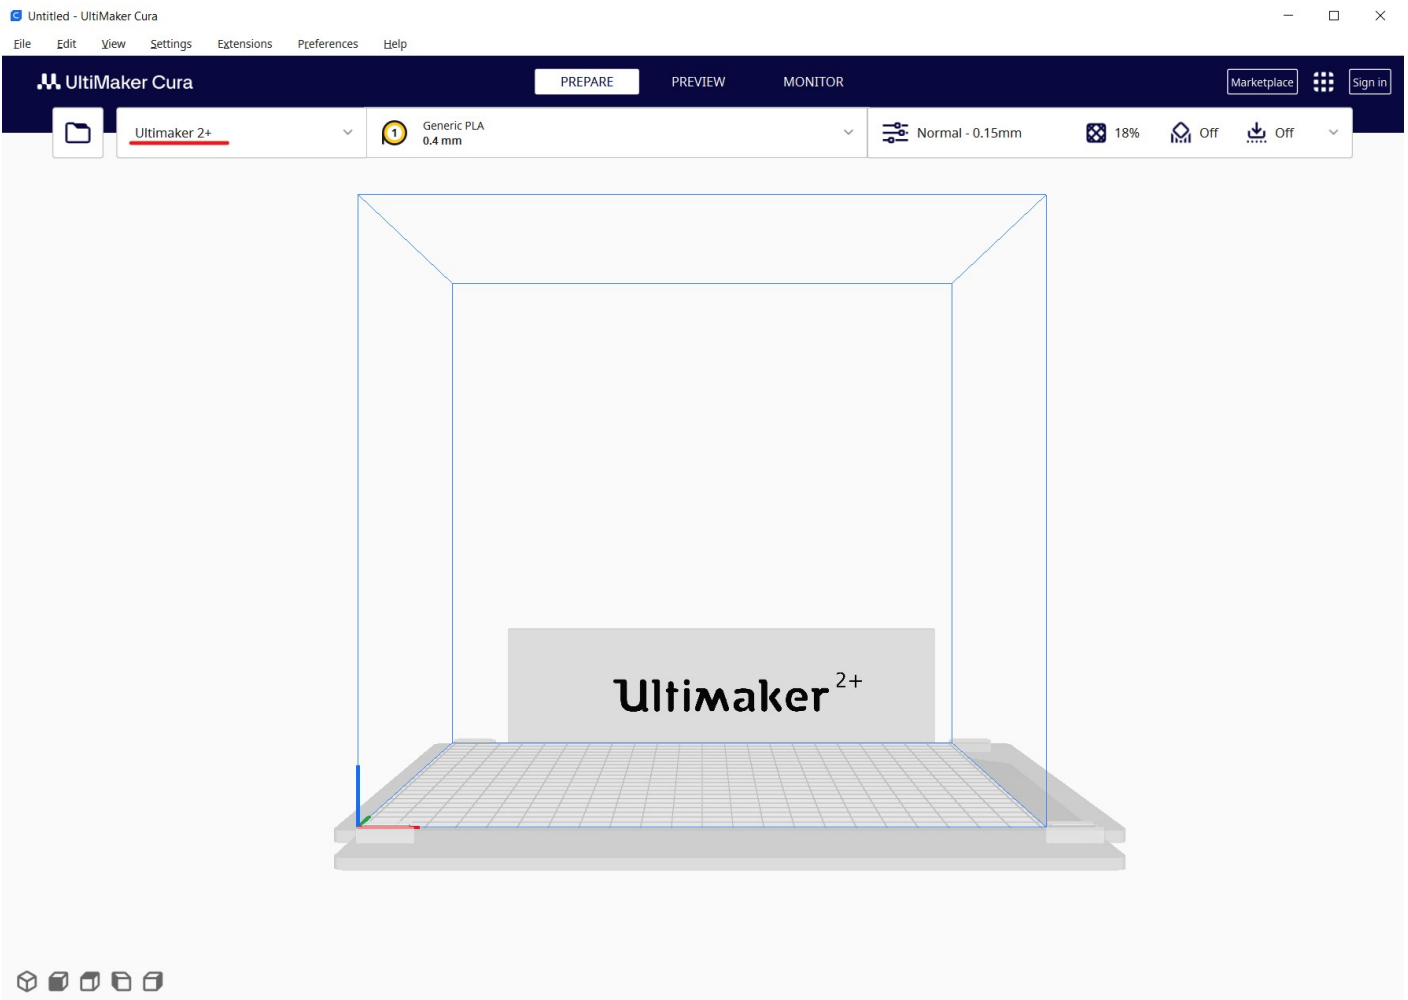 Untitled - UltiMaker Cura
File Edit View Settings Extensions Preferences Help
UltiMaker Cura PREPARE PREVIEW MONITOR Marketplace Sign in
Ultimaker 2+ 1 Generic PLA
0.4 mm
Normal - 0.15mm 18% Off Off
Ultimaker 2+